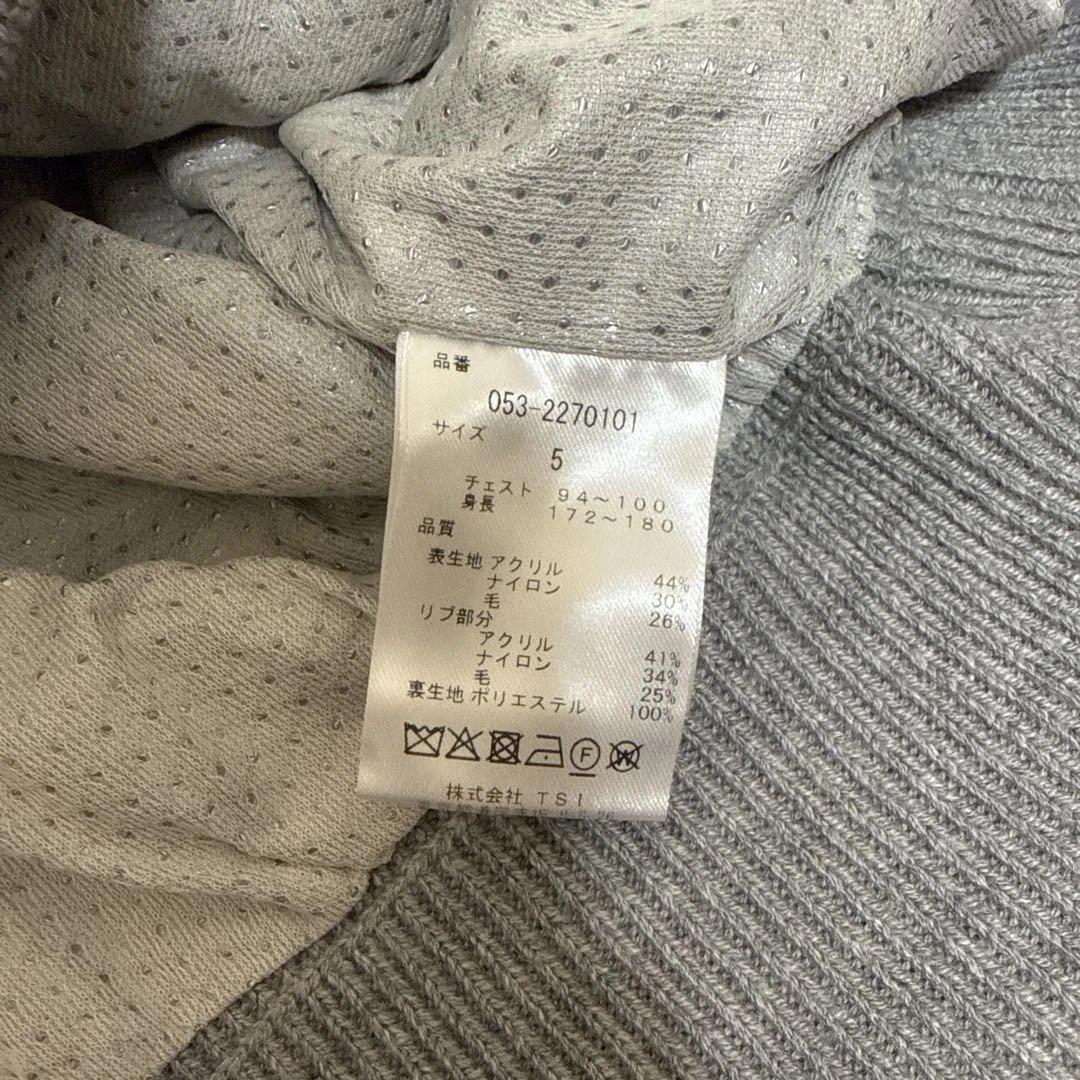 品番
053-2270101
サイズ
5
チェスト 94～100
身長 172～180
品質
表生地 アクリル 44%
ナイロン 30%
毛 26%
リブ部分
アクリル 41%
ナイロン 34%
毛 25%
裏生地 ポリエステル 100%
F W
株式会社 TSI